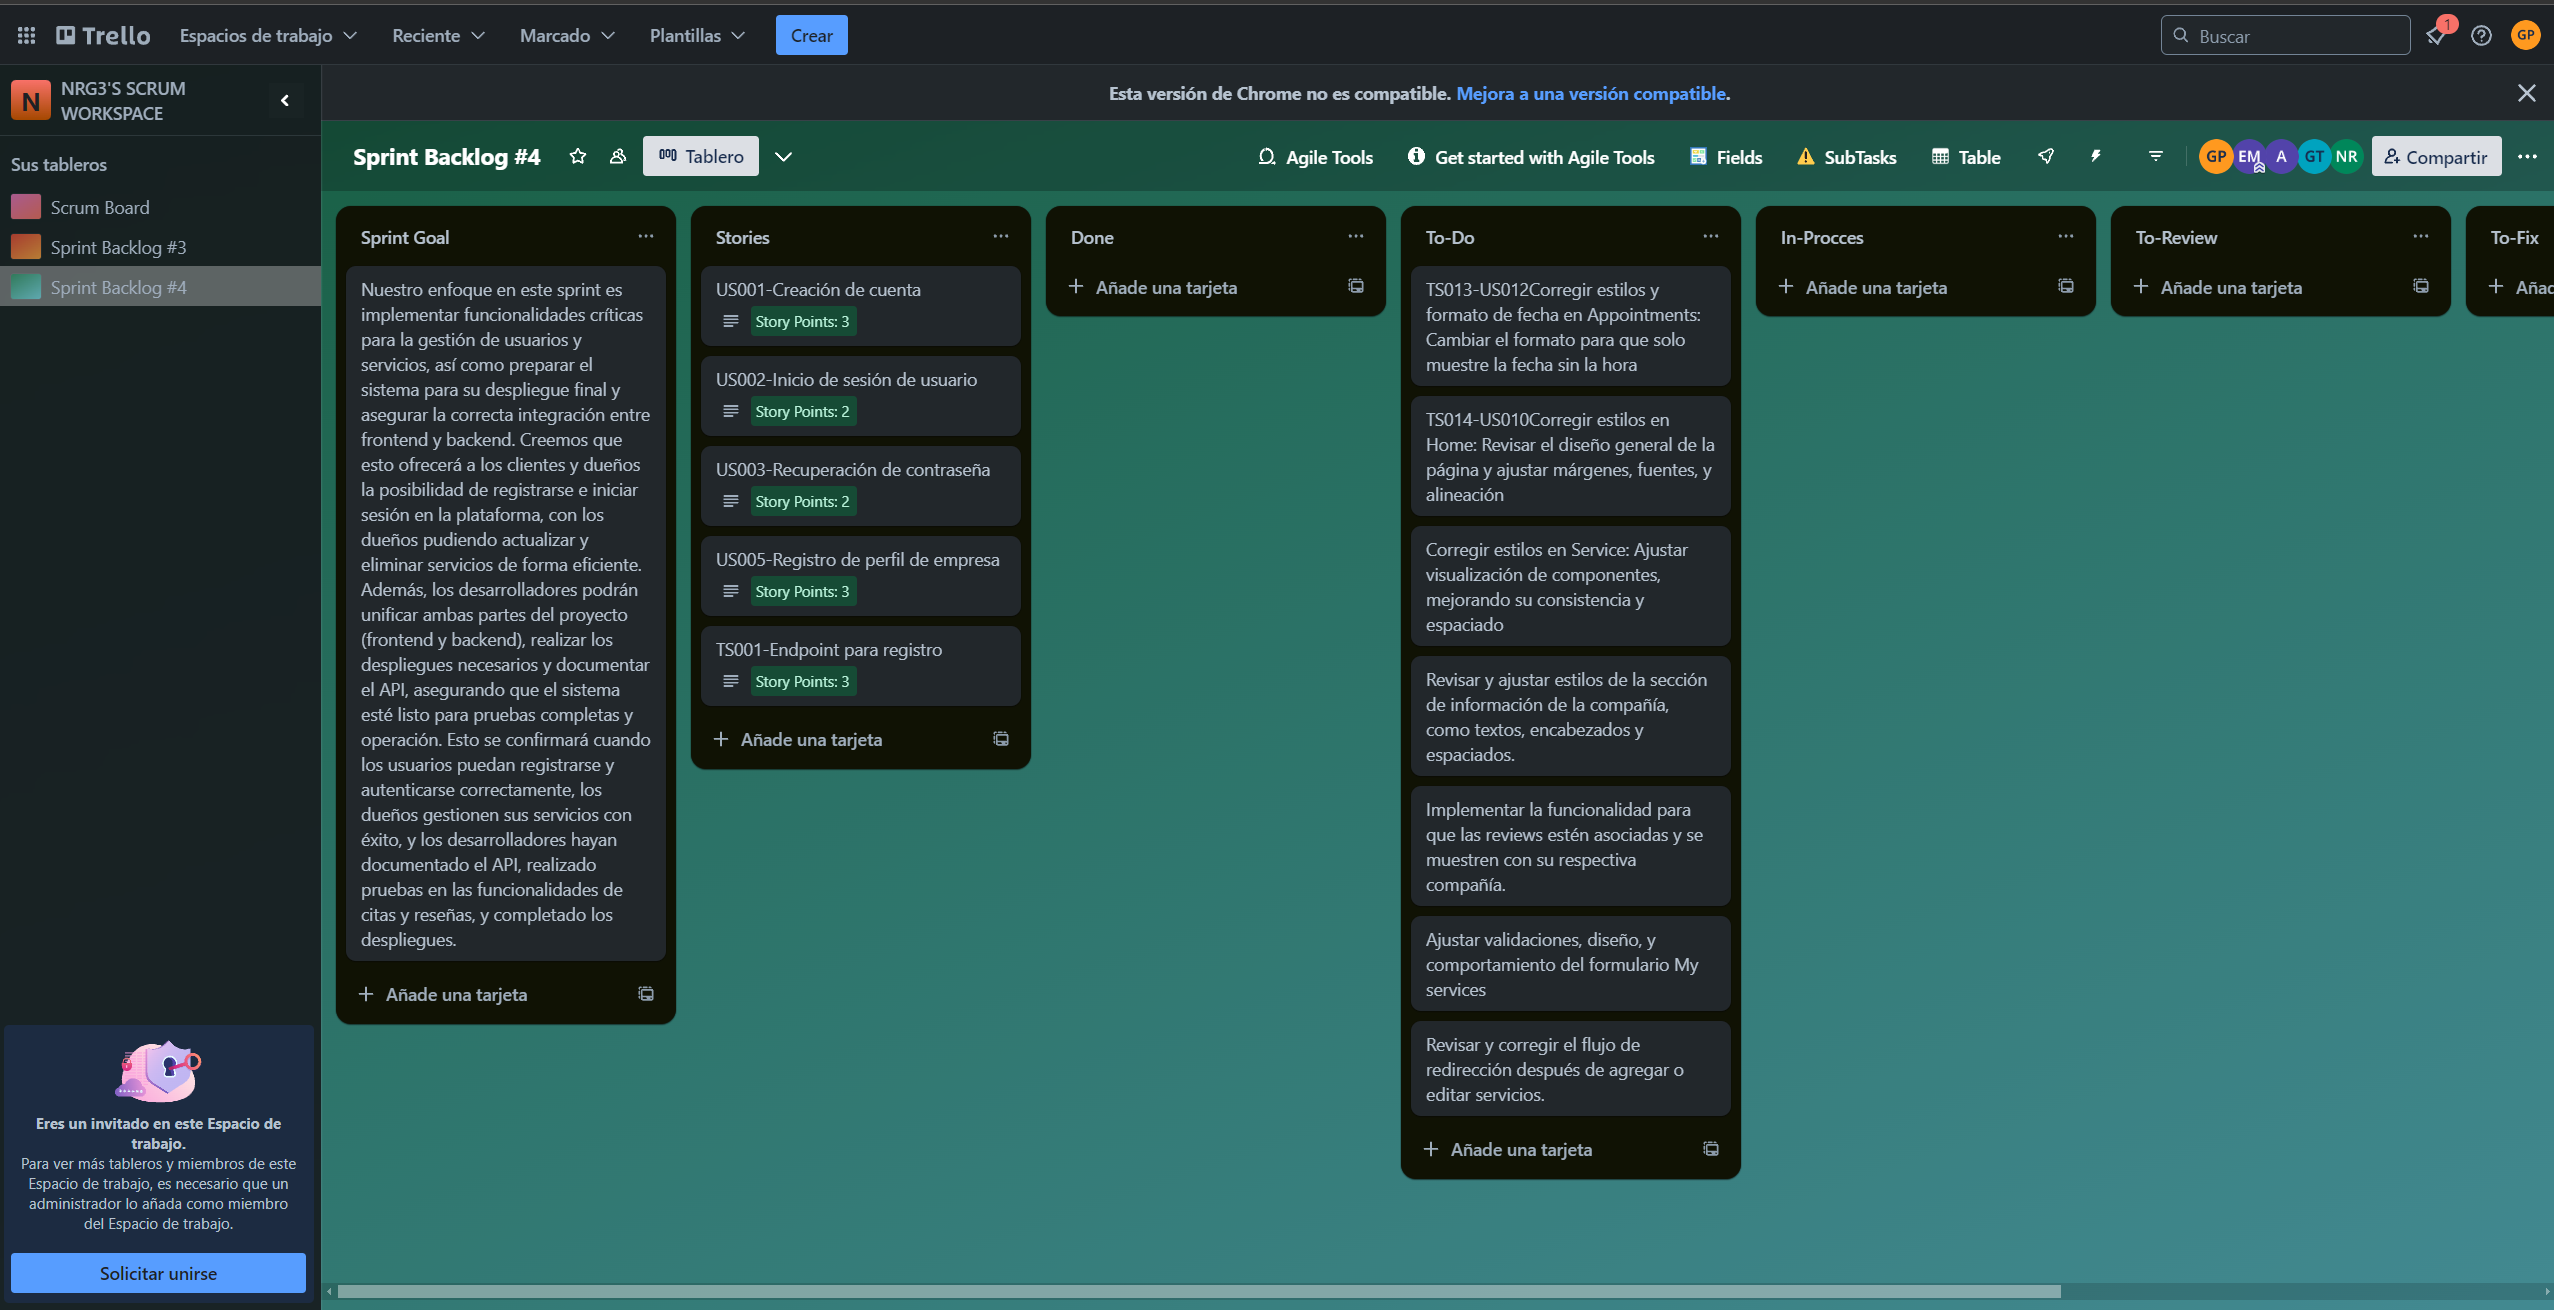 Trello
Espacios de trabajo
Reciente
Marcado
Plantillas
Crear
Buscar
1
GP
N
NRG3'S SCRUM
WORKSPACE
Esta versión de Chrome no es compatible. Mejora a una versión compatible.
Sus tableros
Scrum Board
Sprint Backlog #3
Sprint Backlog #4
Sprint Backlog #4
Tablero
Agile Tools
Get started with Agile Tools
Fields
SubTasks
Table
GP
EM
A
GT
NR
Compartir
Sprint Goal
Nuestro enfoque en este sprint es
implementar funcionalidades críticas
para la gestión de usuarios y
servicios, así como preparar el
sistema para su despliegue final y
asegurar la correcta integración entre
frontend y backend. Creemos que
esto ofrecerá a los clientes y dueños
la posibilidad de registrarse e iniciar
sesión en la plataforma, con los
dueños pudiendo actualizar y
eliminar servicios de forma eficiente.
Además, los desarrolladores podrán
unificar ambas partes del proyecto
(frontend y backend), realizar los
despliegues necesarios y documentar
el API, asegurando que el sistema
esté listo para pruebas completas y
operación. Esto se confirmará cuando
los usuarios puedan registrarse y
autenticarse correctamente, los
dueños gestionen sus servicios con
éxito, y los desarrolladores hayan
documentado el API, realizado
pruebas en las funcionalidades de
citas y reseñas, y completado los
despliegues.
Añade una tarjeta
Stories
US001-Creación de cuenta
Story Points: 3
US002-Inicio de sesión de usuario
Story Points: 2
US003-Recuperación de contraseña
Story Points: 2
US005-Registro de perfil de empresa
Story Points: 3
TS001-Endpoint para registro
Story Points: 3
Añade una tarjeta
Done
Añade una tarjeta
To-Do
TS013-US012Corregir estilos y
formato de fecha en Appointments:
Cambiar el formato para que solo
muestre la fecha sin la hora
TS014-US010Corregir estilos en
Home: Revisar el diseño general de la
página y ajustar márgenes, fuentes, y
alineación
Corregir estilos en Service: Ajustar
visualización de componentes,
mejorando su consistencia y
espaciado
Revisar y ajustar estilos de la sección
de información de la compañía,
como textos, encabezados y
espaciados.
Implementar la funcionalidad para
que las reviews estén asociadas y se
muestren con su respectiva
compañía.
Ajustar validaciones, diseño, y
comportamiento del formulario My
services
Revisar y corregir el flujo de
redirección después de agregar o
editar servicios.
Añade una tarjeta
In-Procces
Añade una tarjeta
To-Review
Añade una tarjeta
To-Fix
Añad
Eres un invitado en este Espacio de
trabajo.
Para ver más tableros y miembros de este
Espacio de trabajo, es necesario que un
administrador lo añada como miembro
del Espacio de trabajo.
Solicitar unirse